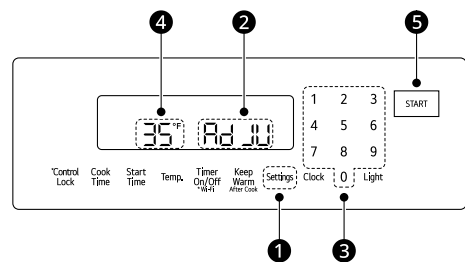 4 2 5
35°F Ad JU
1 2 3
4 5 6
7 8 9
START
*Control Lock
Cook Time
Start Time
Temp.
Timer On/Off
*Wi-Fi
Keep Warm
After Cook
Settings
Clock
0
Light
1 3